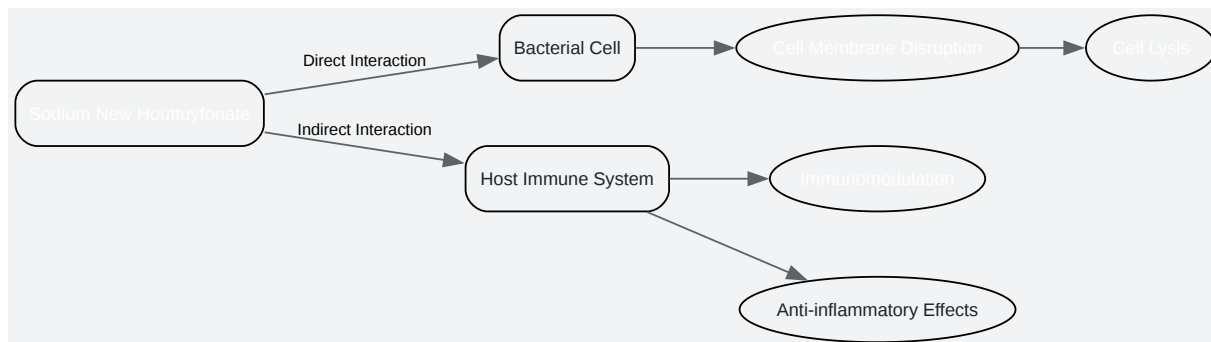 Sodium New Houttuyfonate
Direct Interaction
Indirect Interaction
Bacterial Cell
Cell Membrane Disruption
Cell Lysis
Host Immune System
Immunomodulation
Anti-inflammatory Effects